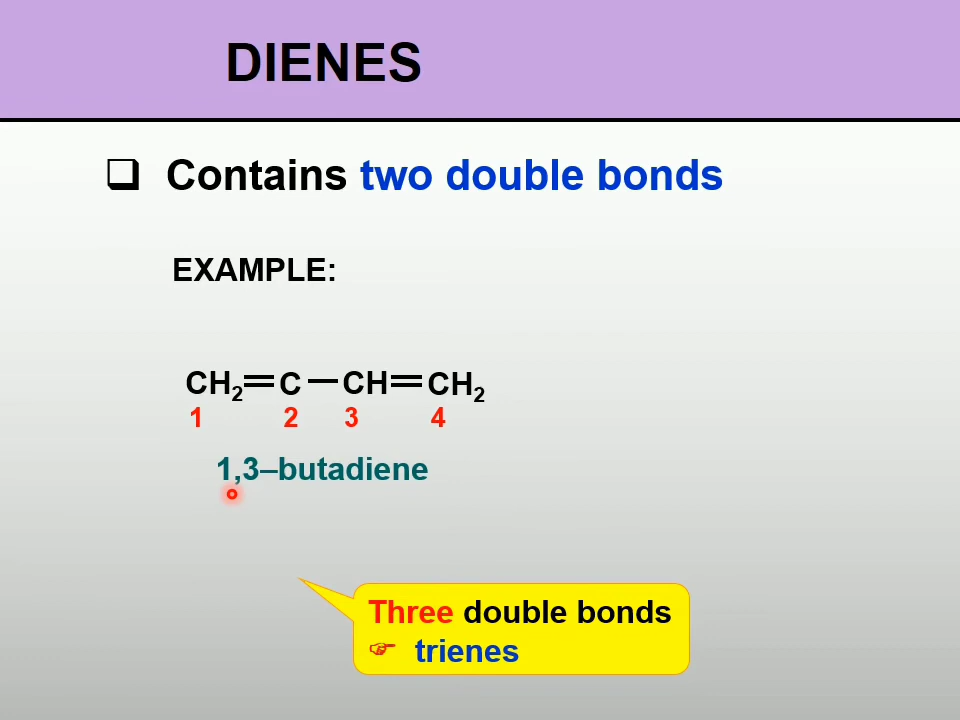 DIENES
❑ Contains two double bonds
EXAMPLE:
CH₂=C—CH=CH₂
1 2 3 4
1,3–butadiene
Three double bonds
☞ trienes